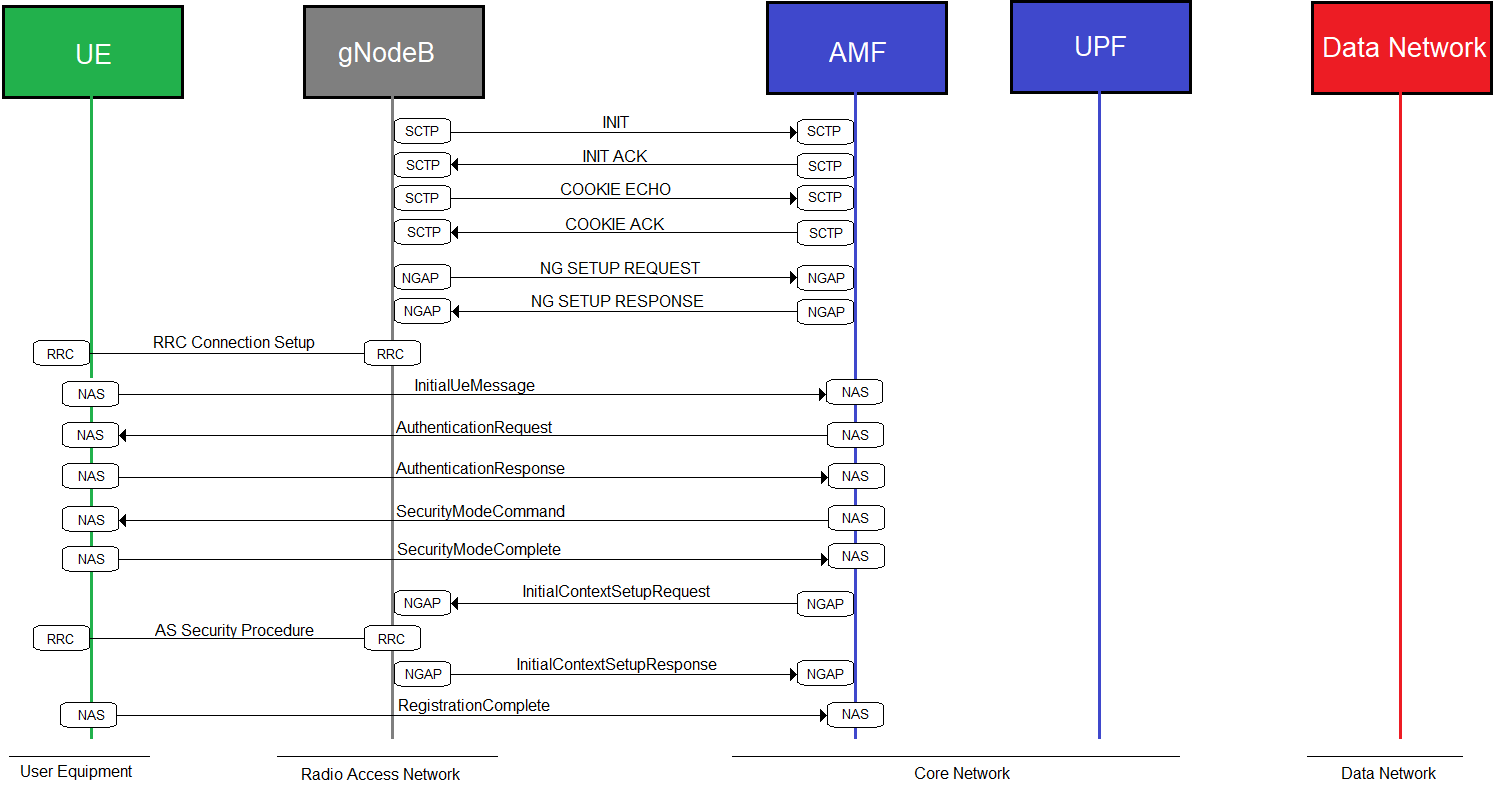 UE
gNodeB
AMF
UPF
Data Network
INIT
SCTP
SCTP
INIT ACK
SCTP
SCTP
COOKIE ECHO
SCTP
SCTP
COOKIE ACK
SCTP
SCTP
NG SETUP REQUEST
NGAP
NGAP
NG SETUP RESPONSE
NGAP
NGAP
RRC Connection Setup
RRC
RRC
InitialUeMessage
NAS
NAS
AuthenticationRequest
NAS
NAS
AuthenticationResponse
NAS
NAS
SecurityModeCommand
NAS
NAS
SecurityModeComplete
NAS
NAS
InitialContextSetupRequest
NGAP
NGAP
AS Security Procedure
RRC
RRC
InitialContextSetupResponse
NGAP
NGAP
RegistrationComplete
NAS
NAS
User Equipment
Radio Access Network
Core Network
Data Network